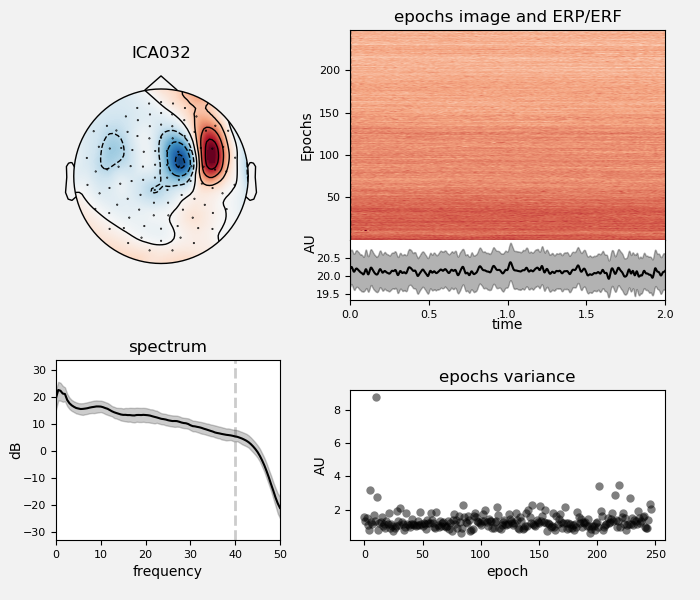 ICA032
epochs image and ERP/ERF
Epochs
200
150
100
50
AU
20.5
20.0
19.5
0.0 0.5 1.0 1.5 2.0
time
spectrum
dB
30
20
10
0
−10
−20
−30
0 10 20 30 40 50
frequency
epochs variance
AU
8
6
4
2
0 50 100 150 200 250
epoch